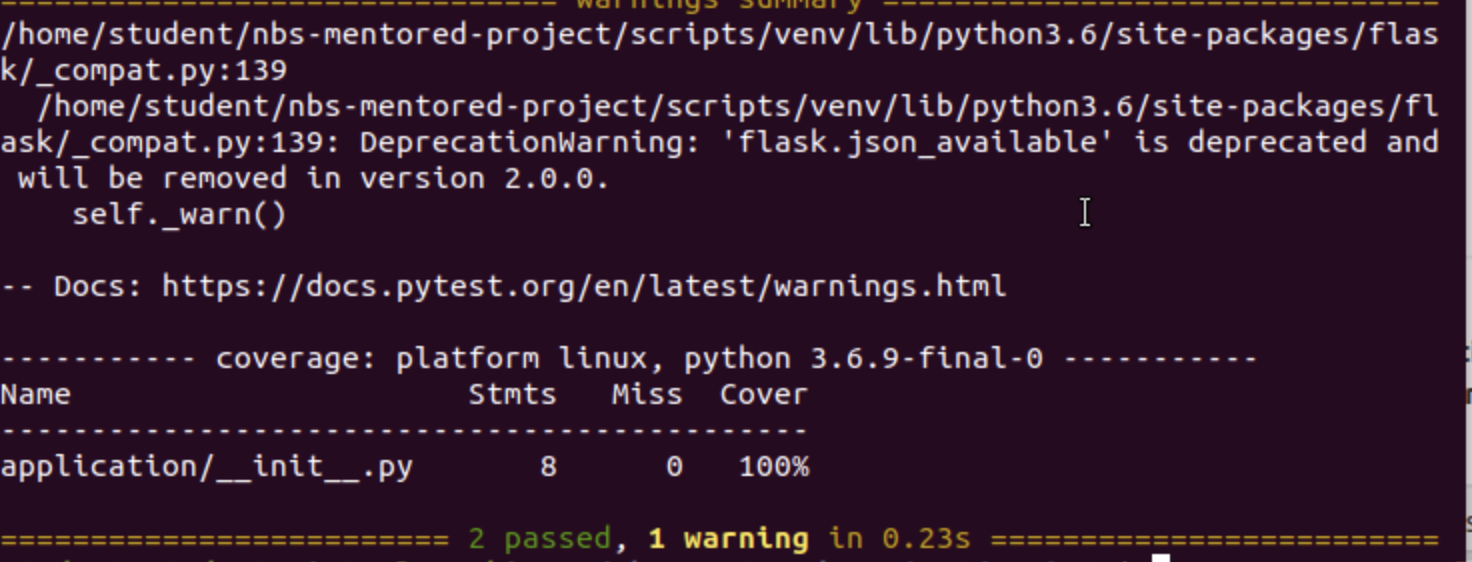 ============================== warnings summary ===============================
/home/student/nbs-mentored-project/scripts/venv/lib/python3.6/site-packages/flas
k/_compat.py:139
  /home/student/nbs-mentored-project/scripts/venv/lib/python3.6/site-packages/fl
ask/_compat.py:139: DeprecationWarning: 'flask.json_available' is deprecated and
 will be removed in version 2.0.0.
    self._warn()

-- Docs: https://docs.pytest.org/en/latest/warnings.html

----------- coverage: platform linux, python 3.6.9-final-0 -----------
Name                      Stmts   Miss  Cover
---------------------------------------------
application/__init__.py       8      0   100%

========================= 2 passed, 1 warning in 0.23s =========================